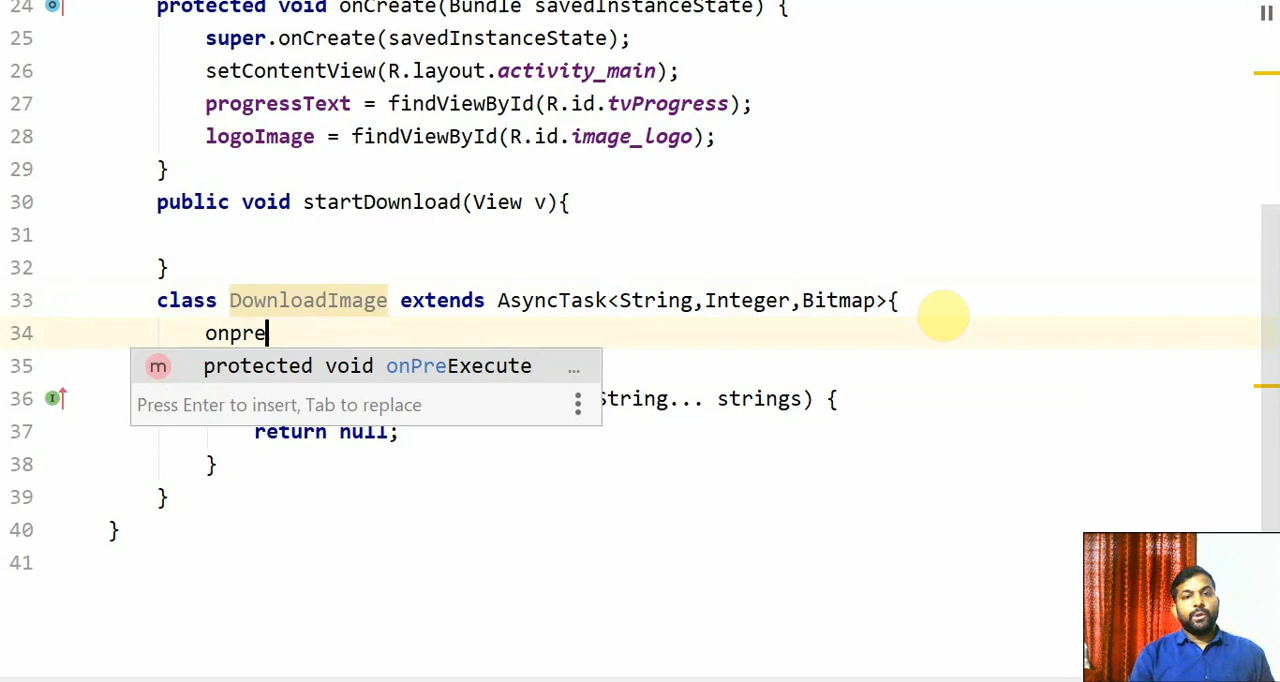 24 protected void onCreate(Bundle savedInstanceState) {
25 super.onCreate(savedInstanceState);
26 setContentView(R.layout.activity_main);
27 progressText = findViewById(R.id.tvProgress);
28 logoImage = findViewById(R.id.image_logo);
29 }
30 public void startDownload(View v){
31
32 }
33 class DownloadImage extends AsyncTask<String,Integer,Bitmap>{
34 onpre
35 m protected void onPreExecute ...
36 I String... strings) {
Press Enter to insert, Tab to replace
37 return null;
38 }
39 }
40 }
41